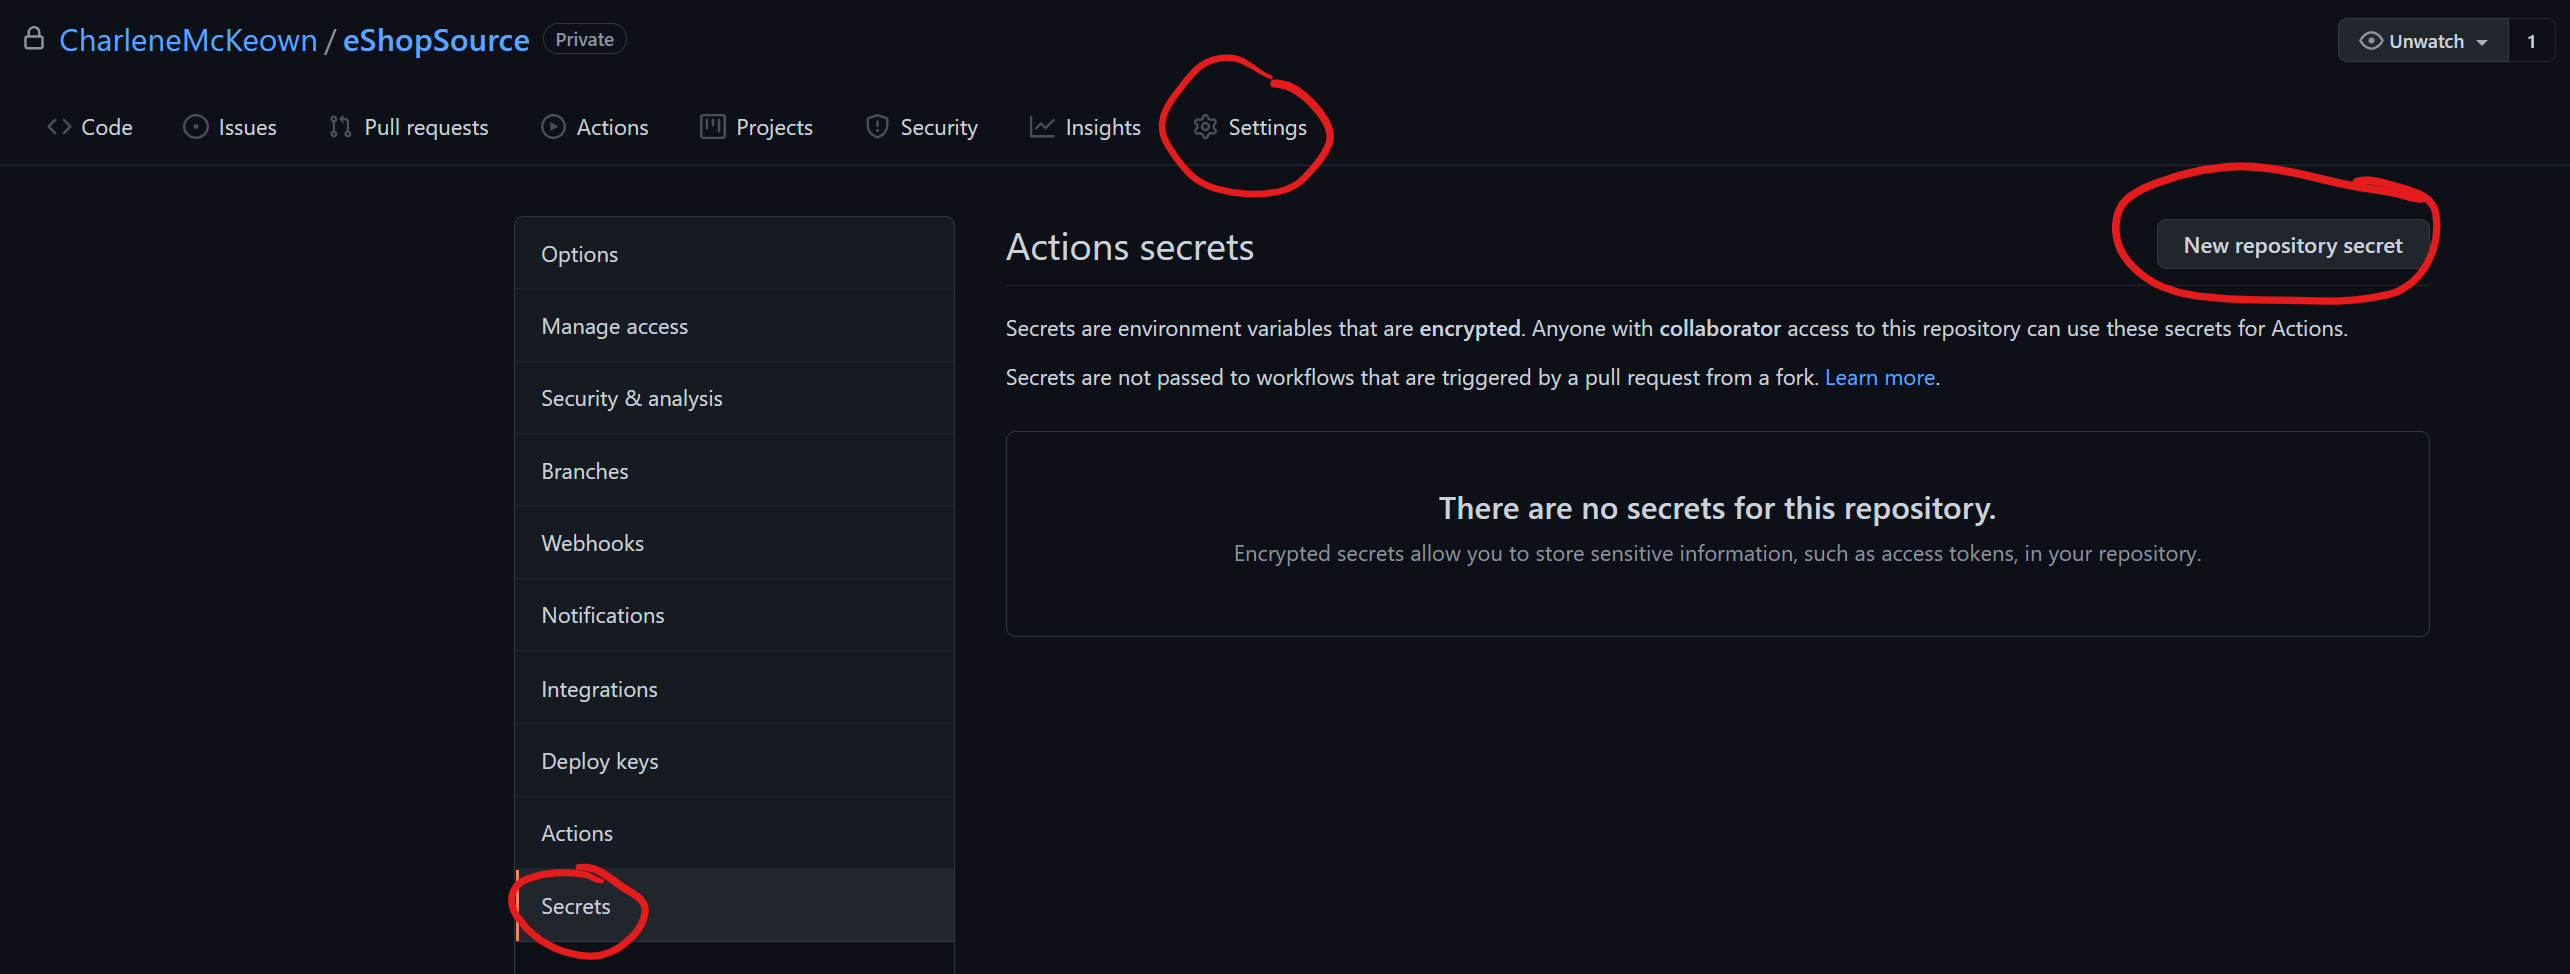 CharleneMcKeown / eShopSource Private
Unwatch 1
Code Issues Pull requests Actions Projects Security Insights Settings
Options
Manage access
Security & analysis
Branches
Webhooks
Notifications
Integrations
Deploy keys
Actions
Secrets
Actions secrets
New repository secret
Secrets are environment variables that are encrypted. Anyone with collaborator access to this repository can use these secrets for Actions.
Secrets are not passed to workflows that are triggered by a pull request from a fork. Learn more.
There are no secrets for this repository.
Encrypted secrets allow you to store sensitive information, such as access tokens, in your repository.